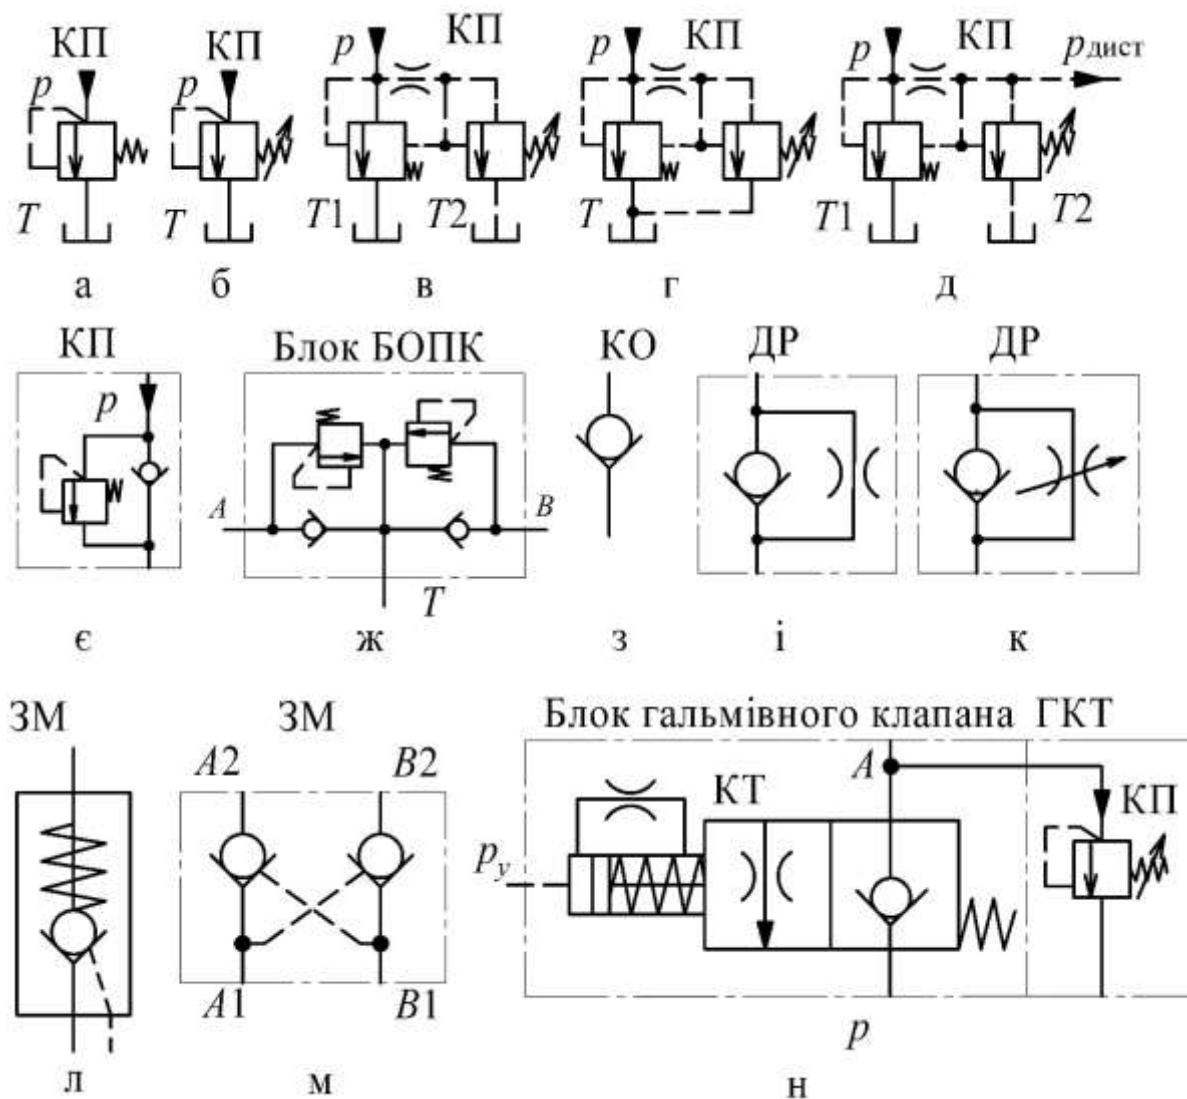 КП КП КП КП КП
p p p p p p дист
T T T1 T2 T T1 T2
а б в г д
КП Блок БОПК КО ДР ДР
p
A B
T
є ж з і к
ЗМ ЗМ Блок гальмівного клапана ГКТ
A2 B2 A КП
КТ
pу
A1 B1 p
л м н